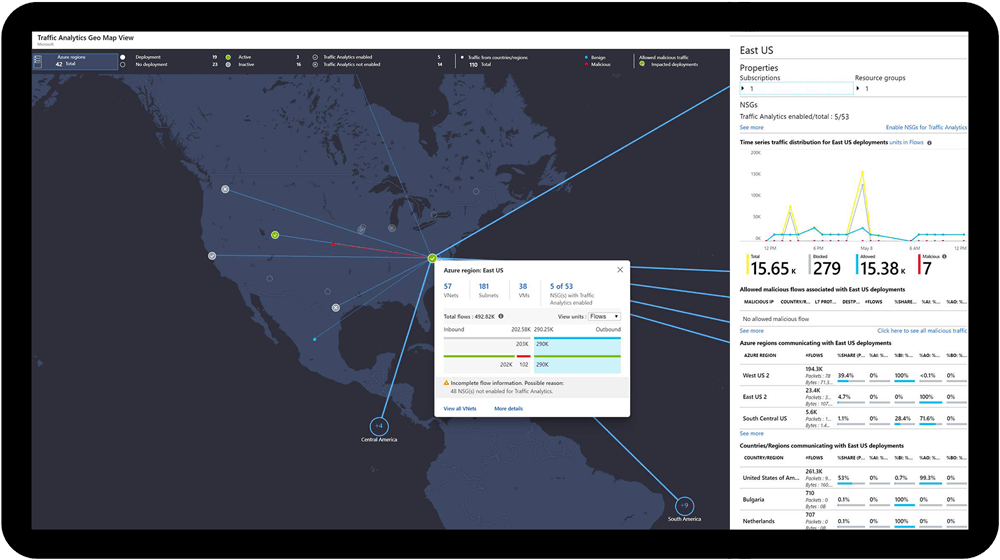 Traffic Analytics Geo Map View
Microsoft
Azure regions
42 Total
Deployment 19
No deployment 23
Active 3
Inactive 16
Traffic Analytics enabled 5
Traffic Analytics not enabled 14
Traffic from countries/regions
110 Total
Benign
Malicious
Allowed malicious traffic
Impacted deployments
Azure region: East US
57
VNets
181
Subnets
38
VMs
5 of 53
NSG(s) with Traffic
Analytics enabled
Total flows : 492.82K
View units : Flows
Inbound 202.58K 290.25K Outbound
203K 290K
202K 102 290K
Incomplete flow information. Possible reason:
48 NSG(s) not enabled for Traffic Analytics.
View all VNets More details
+4
Central America
+9
South America
East US
Properties
Subscriptions Resource groups
1 1
NSGs
Traffic Analytics enabled/total : 5/53
See more Enable NSGs for Traffic Analytics
Time series traffic distribution for East US deployments units in Flows
200K
150K
100K
50K
0K
12 PM 6 PM May 8 6 AM 12 PM
Total
15.65 K
Blocked
279
Allowed
15.38 K
Malicious
7
Allowed malicious flows associated with East US deployments
MALICIOUS IP COUNTRY/R... LT PROT... DESTP... #FLOWS %SHARE... %AI: %... %AO: %...
No allowed malicious flow
See more Click here to see all malicious traffic
Azure regions communicating with East US deployments
AZURE REGION #FLOWS %SHARE (P... %AI: %... %BI: %... %AO: %... %BO: %...
West US 2 194.3K 39.4% 0% 100% <0.1% 0%
Bytes : 71.3...
East US 2 23.4K 4.7% 0% 0% 100% 0%
Packets : 3...
Bytes : 107...
South Central US 5.6K 1.1% 0% 28.4% 71.6% 0%
Packets : 1...
Bytes : 1.4...
See more
Countries/Regions communicating with East US deployments
COUNTRY/REGION #FLOWS %SHARE (P... %AI: %... %BI: %... %AO: %... %BO: %...
United States of Am... 261.3K 53% 0% 0.7% 99.3% 0%
Packets : 9...
Bytes : 160...
Bulgaria 710 0.1% 0% 100% 0% 0%
Packets : 0
Bytes : 0B
Netherlands 707 0.1% 0% 100% 0% 0%
Packets : 0
Bytes : 0B